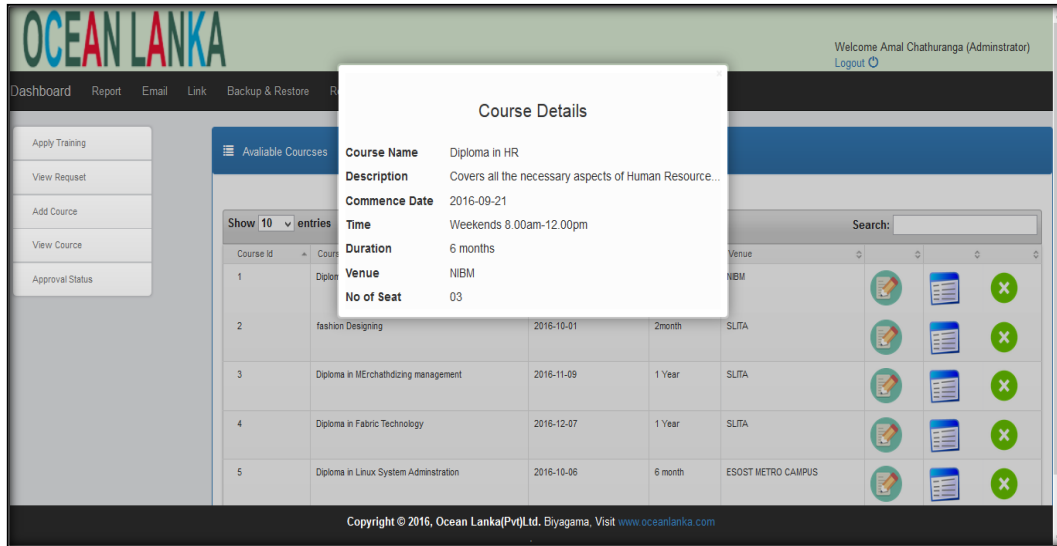 OCEAN LANKA
Welcome Amal Chathuranga (Adminstrator)
Logout
Dashboard Report Email Link Backup & Restore
Apply Training
View Requset
Add Cource
View Cource
Approval Status
Avaliable Courcses
Course Details
Course Name Diploma in HR
Description Covers all the necessary aspects of Human Resource...
Commence Date 2016-09-21
Time Weekends 8.00am-12.00pm
Duration 6 months
Venue NIBM
No of Seat 03
Show 10 entries Search:
Course Id Venue
1 NIBM
2 fashion Designing 2016-10-01 2month SLITA
3 Diploma in MErchathdizing management 2016-11-09 1 Year SLITA
4 Diploma in Fabric Technology 2016-12-07 1 Year SLITA
5 Diploma in Linux System Adminstration 2016-10-06 6 month ESOST METRO CAMPUS
Copyright © 2016, Ocean Lanka(Pvt)Ltd. Biyagama, Visit www.oceanlanka.com